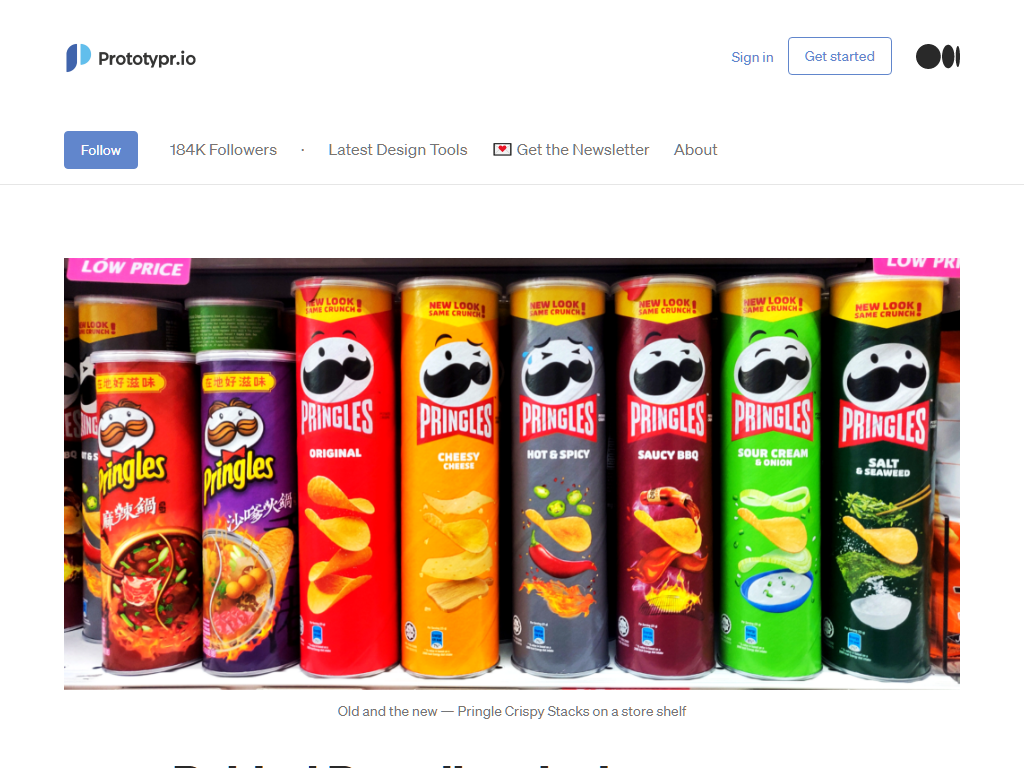 Prototypr.io
Sign in
Get started
Follow
184K Followers
·
Latest Design Tools
💌 Get the Newsletter
About
LOW PRICE
NEW LOOK!
SAME CRUNCH
在地好滋味
Pringles
麻辣鍋
在地好滋味
Pringles
沙嗲火鍋
NEW LOOK!
SAME CRUNCH
PRINGLES
ORIGINAL
NEW LOOK!
SAME CRUNCH
PRINGLES
CHEESY
CHEESE
NEW LOOK!
SAME CRUNCH
PRINGLES
HOT & SPICY
NEW LOOK!
SAME CRUNCH
PRINGLES
SAUCY BBQ
NEW LOOK!
SAME CRUNCH
PRINGLES
SOUR CREAM
& ONION
LOW PRI
NEW LOOK!
SAME CRUNCH
PRINGLES
SALT
& SEAWEED
Old and the new — Pringle Crispy Stacks on a store shelf